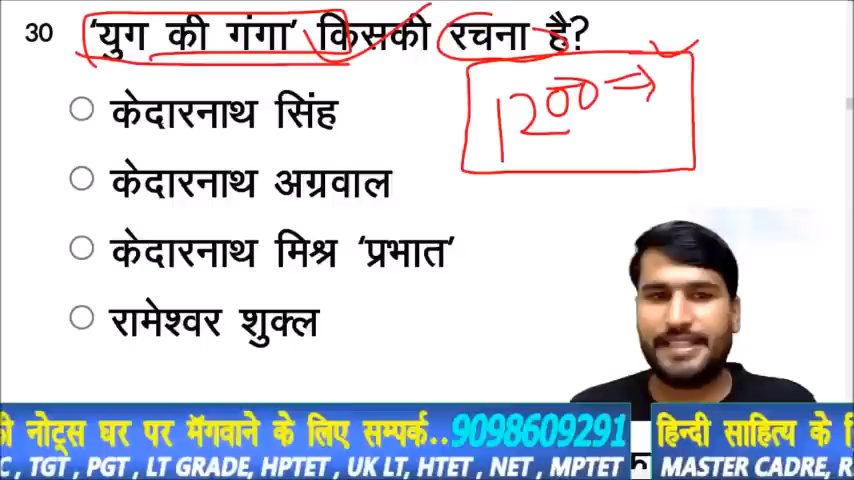 30 'युग की गंगा' किसकी रचना है?
1200 ⇒
केदारनाथ सिंह
केदारनाथ अग्रवाल
केदारनाथ मिश्र 'प्रभात'
रामेश्वर शुक्ल
नोट्स घर पर मॅगवाने के लिए सम्पर्क..9098609291 हिन्दी साहित्य के
, TGT , PGT , LT GRADE, HPTET , UK LT, HTET , NET , MPTET MASTER CADRE,